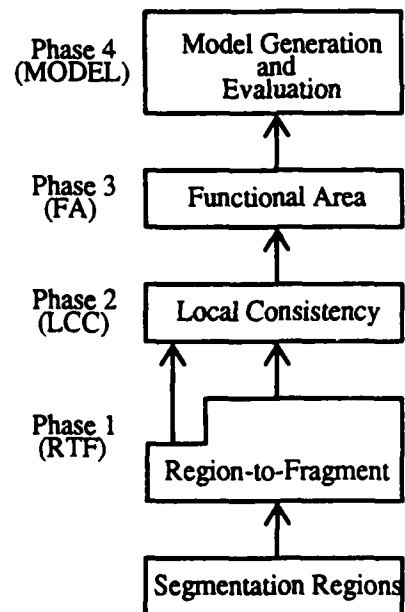 Phase 4
(MODEL)
Model Generation
and
Evaluation
Phase 3
(FA)
Functional Area
Phase 2
(LCC)
Local Consistency
Phase 1
(RTF)
Region-to-Fragment
Segmentation Regions